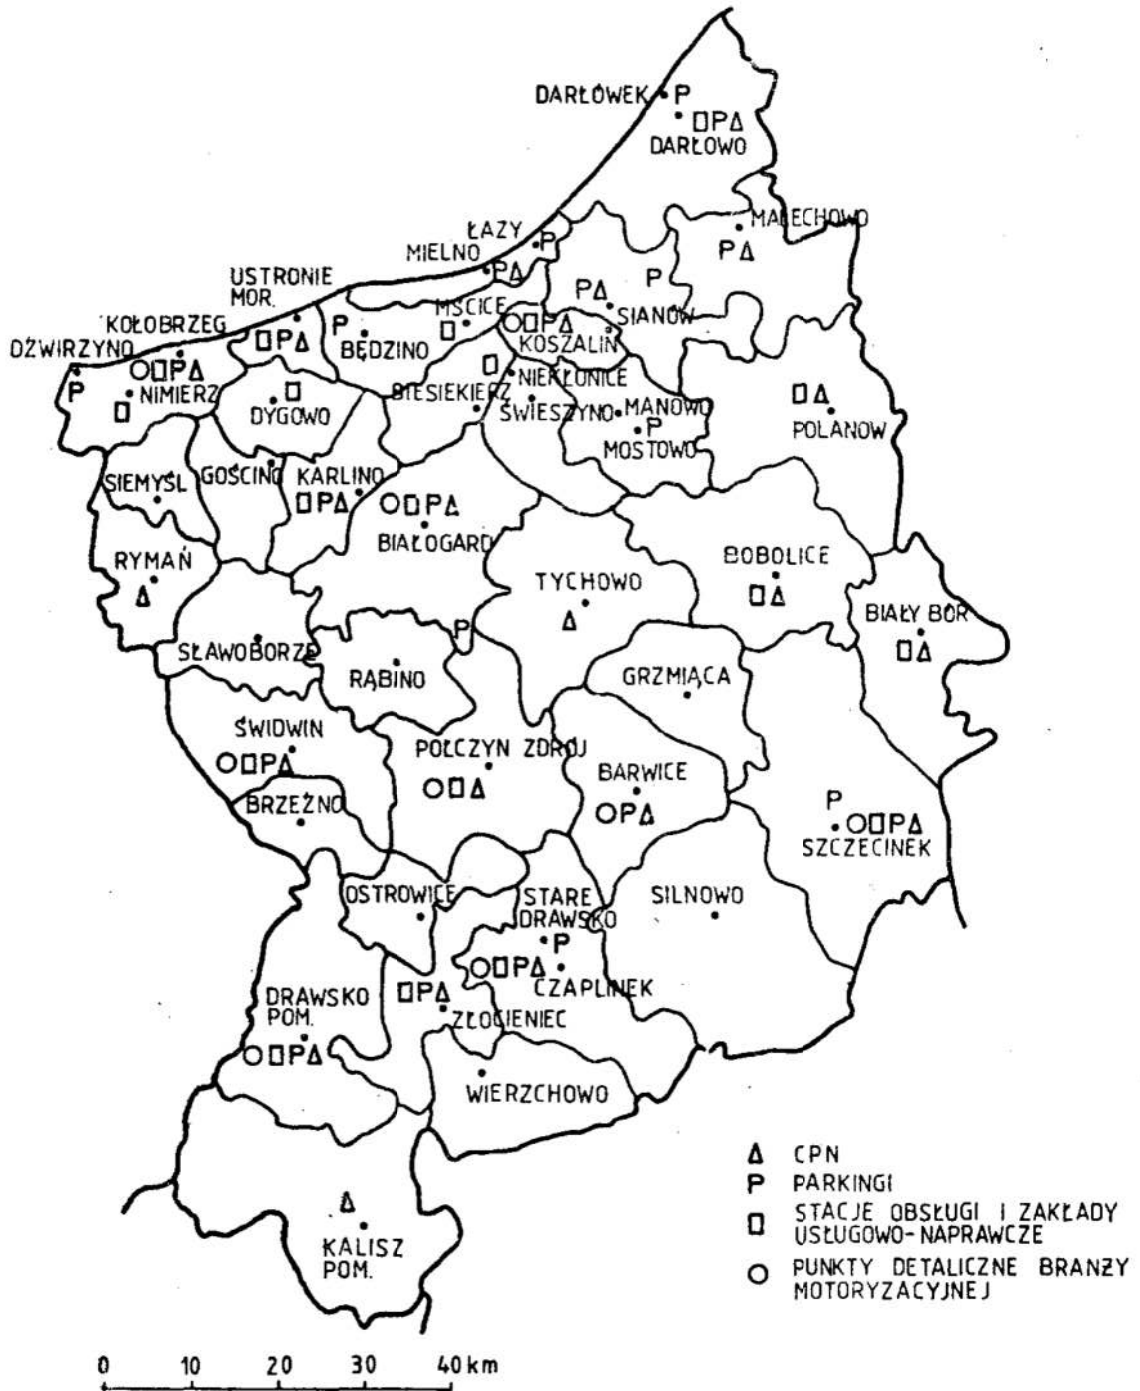 DARŁÓWEK P
P
DARŁOWO
MALECHOWO
P
ŁAZY
P
MIELNO
P
P
P
SIANÓW
USTRONIE
MOR.
P
MŚCICE
P
BĘDZINO
P
KOSZALIN
KOŁOBRZEG
P
DŹWIRZYNO
P
NIMIERZ
DYGOWO
BIESIEKIERZ
NIEKŁONICE
ŚWIESZYNO
MANOWO
P
MOSTOWO
POLANÓW
SIEMYŚL
GOŚCINO
KARLINO
P
P
BIAŁOGARD
RYMAŃ
TYCHOWO
BOBOLICE
BIAŁY BÓR
SŁAWOBORZE
P
RĄBINO
GRZMIĄCA
ŚWIDWIN
P
POŁCZYN ZDRÓJ
BARWICE
P
BRZEŻNO
P
P
SZCZECINEK
OSTROWICE
STARE
DRAWSKO
P
SILNOWO
P
CZAPLINEK
P
ZŁOCIENIEC
DRAWSKO
POM.
P
WIERZCHOWO
KALISZ
POM.
CPN
P PARKINGI
STACJE OBSŁUGI I ZAKŁADY
USŁUGOWO-NAPRAWCZE
PUNKTY DETALICZNE BRANŻY
MOTORYZACYJNEJ
0 10 20 30 40 km